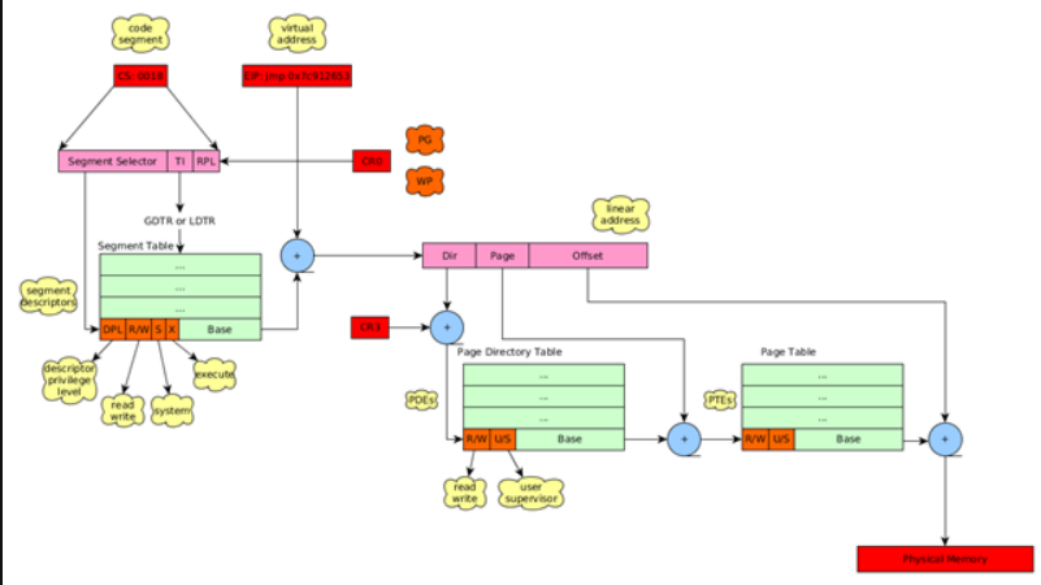 code
segment
virtual
address
CS: 001B
EIP: jmp 0x7c912653
PG
Segment Selector
TI
RPL
CR0
WP
linear
address
GDTR or LDTR
Segment Table
Dir
Page
Offset
...
...
...
segment
descriptors
DPL
R/W
S
X
Base
+
+
CR3
Page Directory Table
Page Table
descriptor
privilege
level
read
write
system
execute
...
...
...
PDEs
R/W
U/S
Base
+
PTEs
...
...
...
R/W
U/S
Base
+
read
write
user
supervisor
Physical Memory